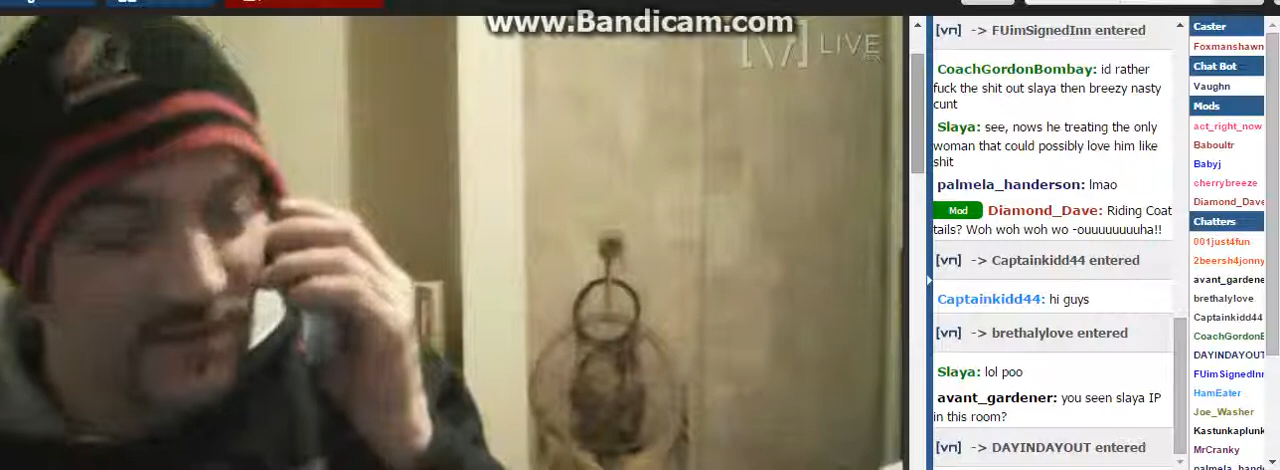 www.Bandicam.com
LIVE
[vn] -> FUimSignedInn entered
CoachGordonBombay: id rather
fuck the shit out slaya then breezy nasty
cunt
Slaya: see, nows he treating the only
woman that could possibly love him like
shit
palmela_handerson: lmao
Mod Diamond_Dave: Riding Coat
tails? Woh woh woh wo -ouuuuuuuuha!!
[vn] -> Captainkidd44 entered
Captainkidd44: hi guys
[vn] -> brethalylove entered
Slaya: lol poo
avant_gardener: you seen slaya IP
in this room?
[vn] -> DAYINDAYOUT entered
Caster
Foxmanshawn
Chat Bot
Vaughn
Mods
act_right_now
Baboultr
Babyj
cherrybreeze
Diamond_Dave
Chatters
001just4fun
2beersh4jonny
avant_gardene
brethalylove
Captainkidd44
CoachGordonB
DAYINDAYOUT
FUimSignedInn
HamEater
Joe_Washer
Kastunkaplunk
MrCranky
palmela_hande